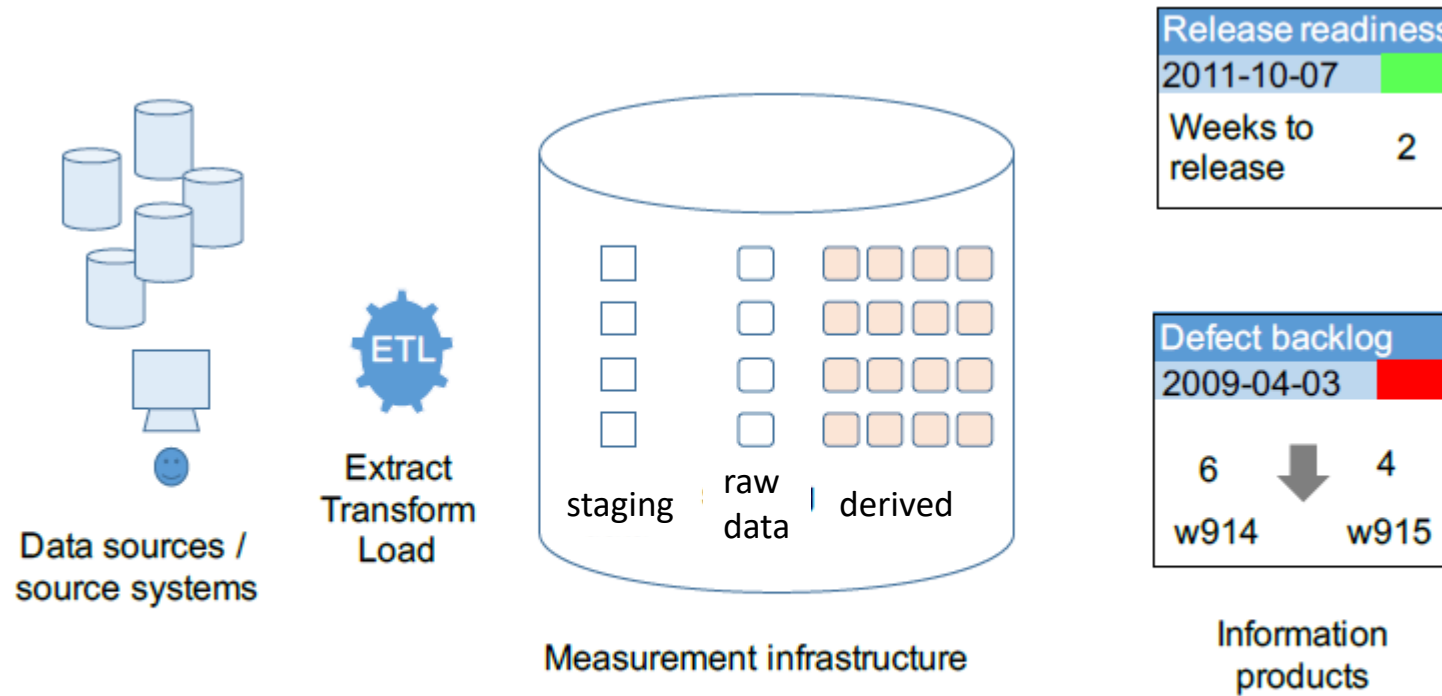 Release readiness
2011-10-07
Weeks to
release
2
ETL
Extract
Transform
Load
Data sources /
source systems
staging
raw
data
derived
Measurement infrastructure
Defect backlog
2009-04-03
6
4
w914
w915
Information
products